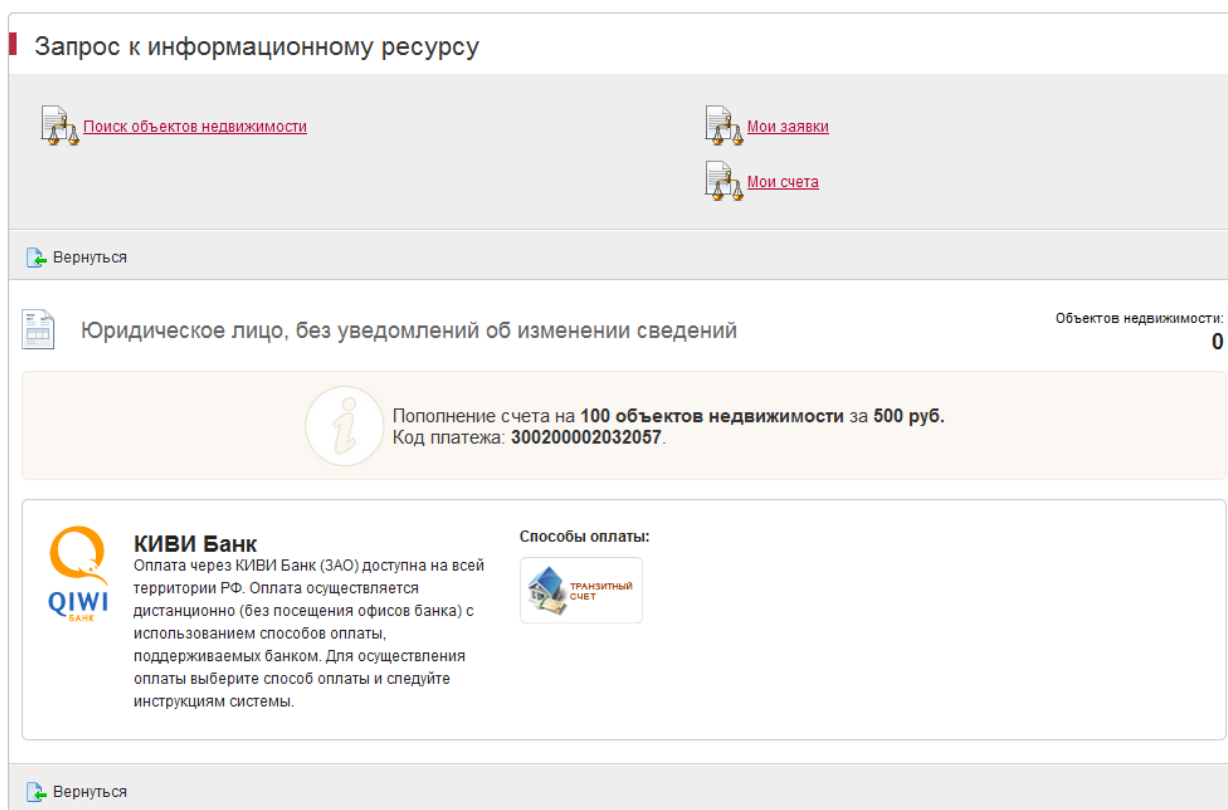 Запрос к информационному ресурсу
Поиск объектов недвижимости
Мои заявки
Мои счета
Вернуться
Юридическое лицо, без уведомлений об изменении сведений
Объектов недвижимости:
0
Пополнение счета на 100 объектов недвижимости за 500 руб.
Код платежа: 300200002032057.
QIWI
БАНК
КИВИ Банк
Оплата через КИВИ Банк (ЗАО) доступна на всей
территории РФ. Оплата осуществляется
дистанционно (без посещения офисов банка) с
использованием способов оплаты,
поддерживаемых банком. Для осуществления
оплаты выберите способ оплаты и следуйте
инструкциям системы.
Способы оплаты:
ТРАНЗИТНЫЙ
СЧЕТ
Вернуться